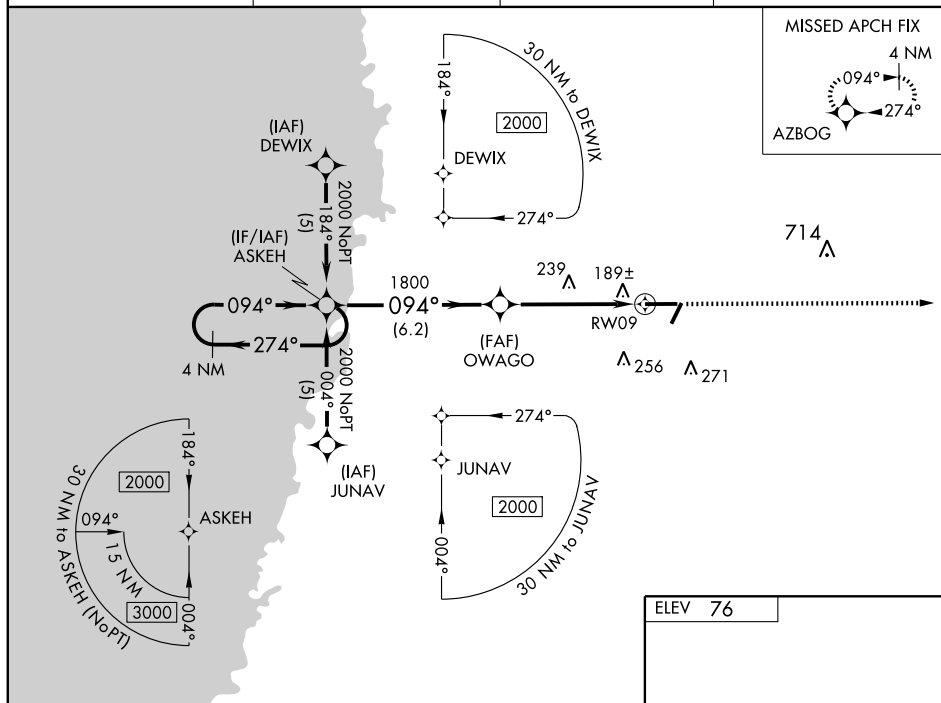 MISSED APCH FIX
4 NM
094°
274°
AZBOG
30 NM to DEWIX
184°
2000
DEWIX
274°
(IAF)
DEWIX
2000 NoPT
184°
(5)
(IF/IAF)
ASKEH
094°
274°
4 NM
1800
094°
(6.2)
(FAF)
OWAGO
239
189±
RW09
714
256
271
2000 NoPT
004°
(5)
(IAF)
JUNAV
274°
JUNAV
2000
004°
30 NM to JUNAV
184°
2000
ASKEH
094°
15 NM
3000
004°
30 NM to ASKEH (NoPT)
ELEV 76